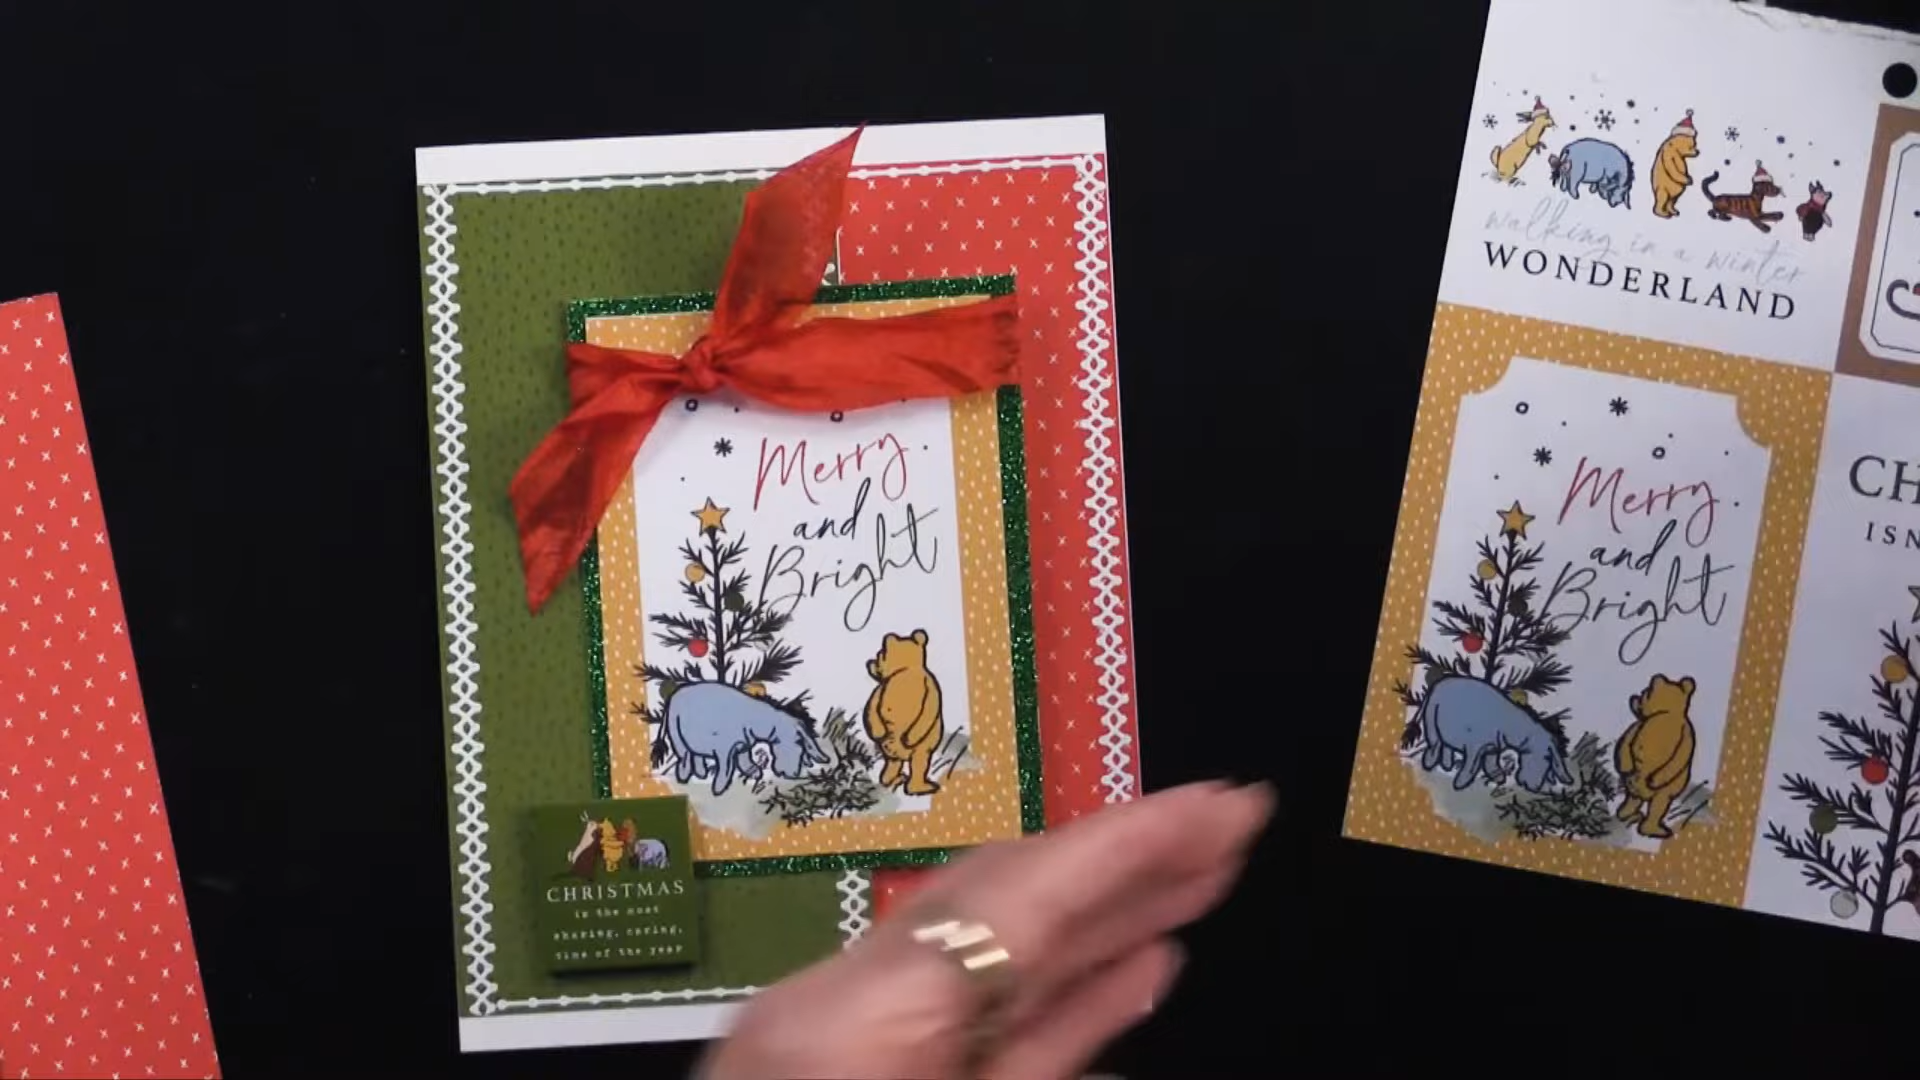 Merry
and
Bright
CHRISTMAS
is the most
sharing, caring,
time of the year
walking in a winter
WONDERLAND
Merry
and
Bright
CH
ISN